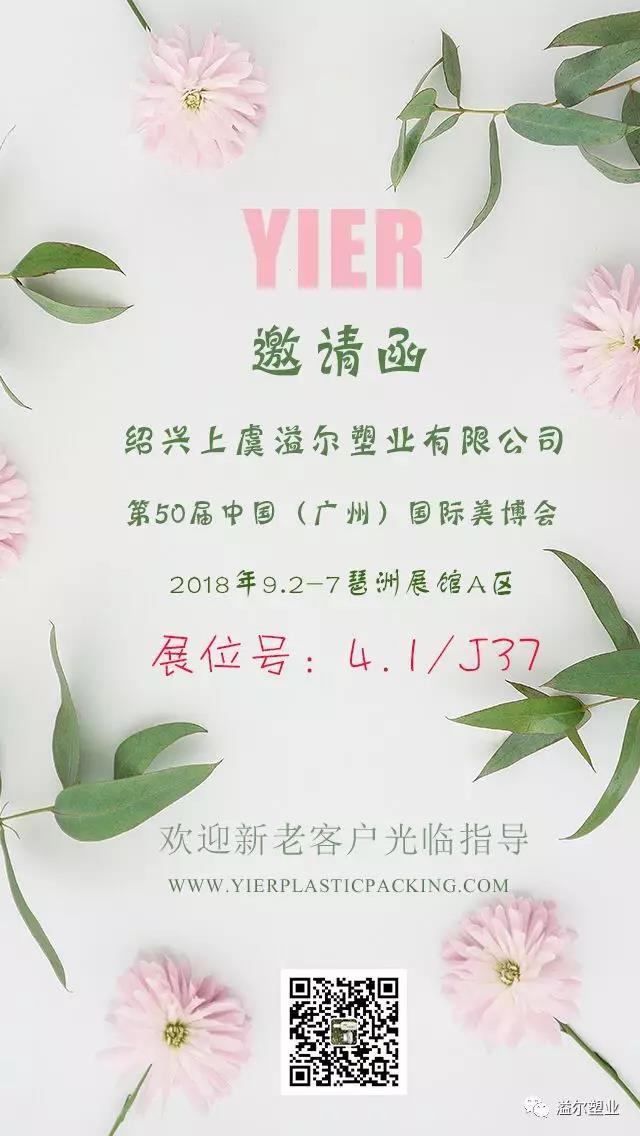 YIER
邀请函
绍兴上虞溢尔塑业有限公司
第50届中国（广州）国际美博会
2018年9.2-7琶洲展馆A区
展位号：4.1/J37
欢迎新老客户光临指导
WWW.YIERPLASTICPACKING.COM
溢尔塑业